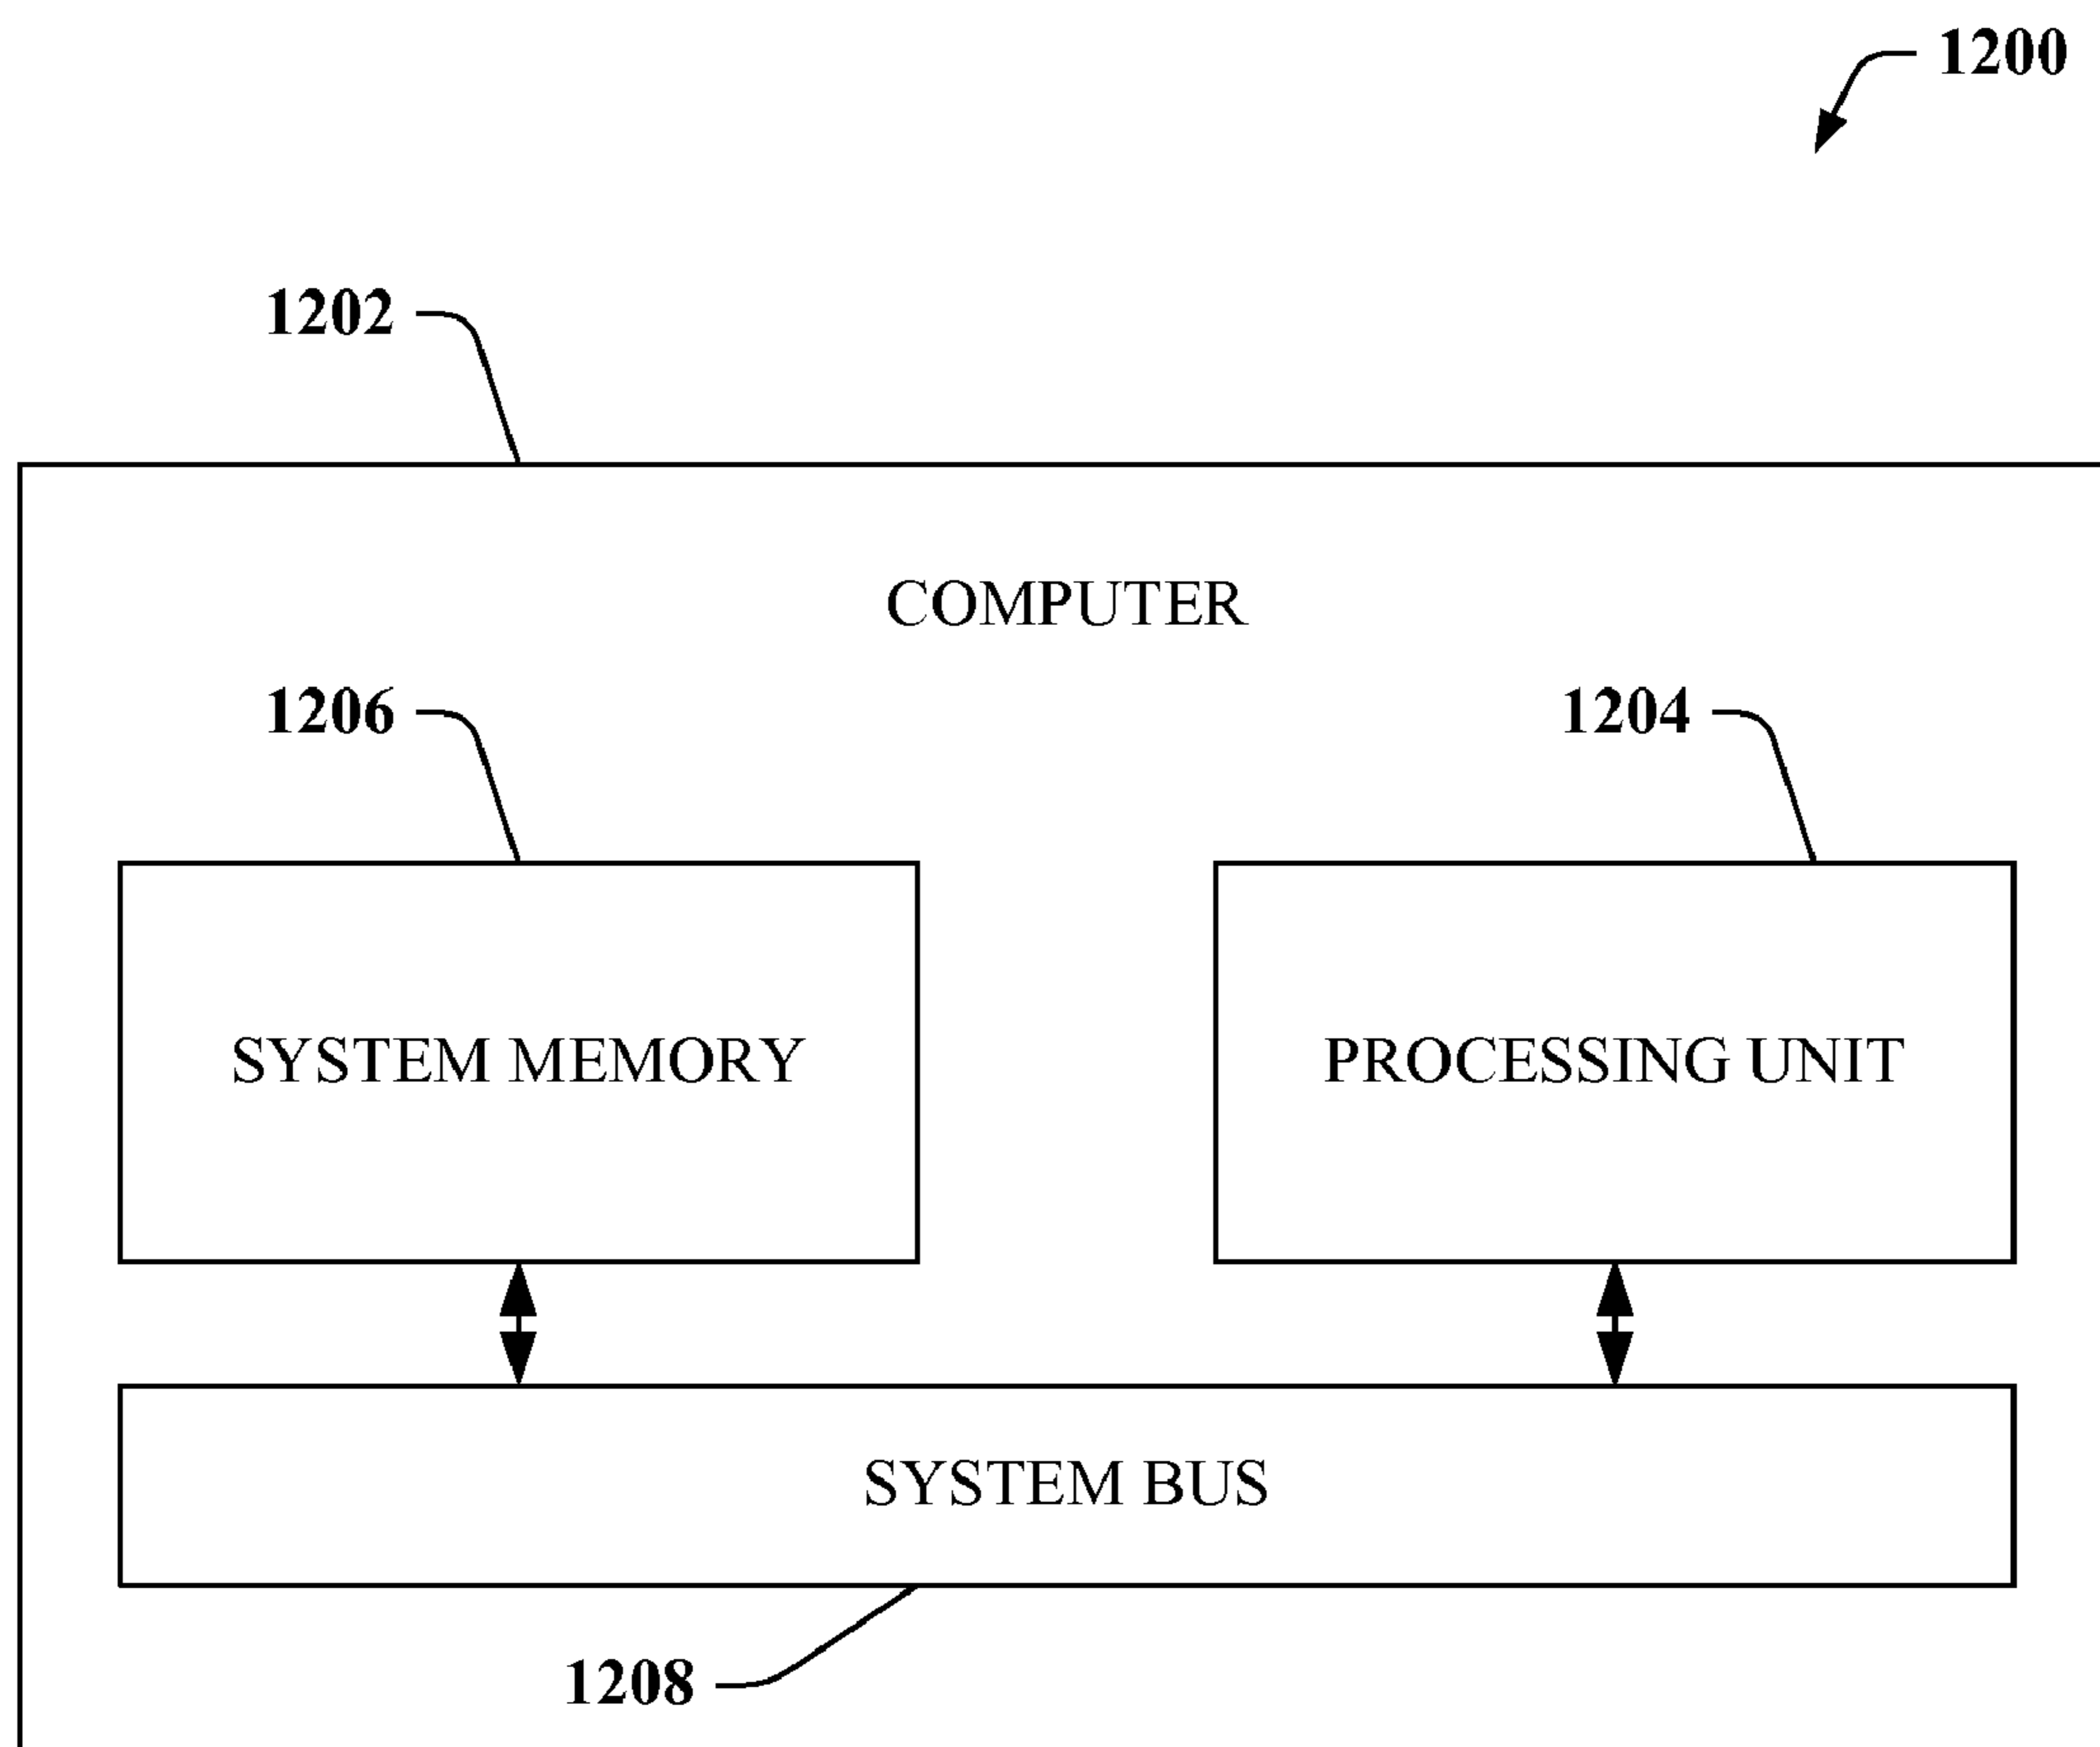 1200
1202
COMPUTER
1206
1204
SYSTEM MEMORY
PROCESSING UNIT
SYSTEM BUS
1208